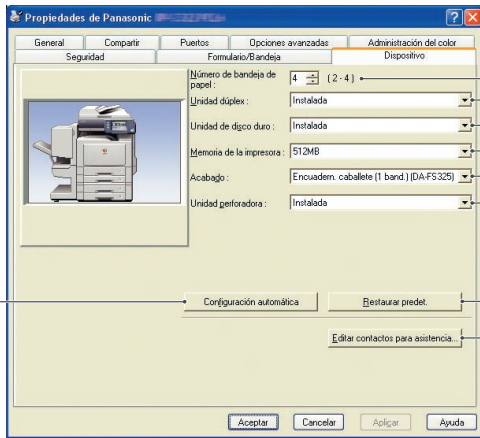 Propiedades de Panasonic
General Compartir Puertos Opciones avanzadas Administración del color
Seguridad Formulario/Bandeja Dispositivo
Número de bandeja de
papel : 4 ( 2 - 4 )
Unidad dúplex : Instalada
Unidad de disco duro : Instalada
Memoria de la impresora : 512MB
Acabado : Encuadern. caballete (1 band.) (DA-FS325)
Unidad perforadora : Instalada
Configuración automática Restaurar predet.
Editar contactos para asistencia...
Aceptar Cancelar Aplicar Ayuda